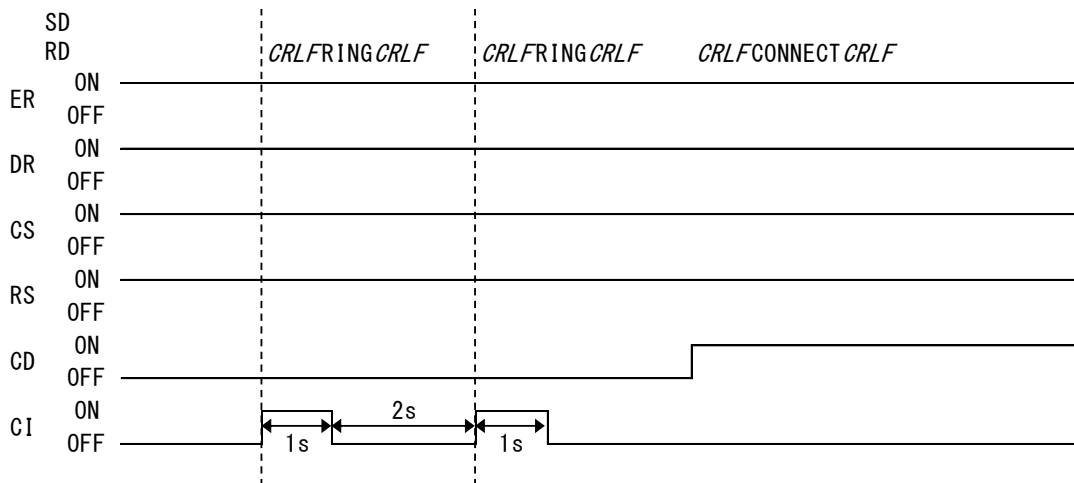 SD
RD CRLFRINGCRLF CRLFRINGCRLF CRLFCONNECTCRLF
ER ON
OFF
DR ON
OFF
CS ON
OFF
RS ON
OFF
CD ON
OFF
CI ON
OFF
1s 2s 1s